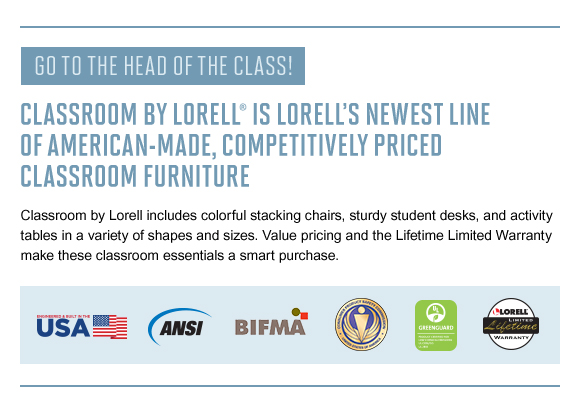 GO TO THE HEAD OF THE CLASS!
CLASSROOM BY LORELL® IS LORELL'S NEWEST LINE
OF AMERICAN-MADE, COMPETITIVELY PRICED
CLASSROOM FURNITURE
Classroom by Lorell includes colorful stacking chairs, sturdy student desks, and activity
tables in a variety of shapes and sizes. Value pricing and the Lifetime Limited Warranty
make these classroom essentials a smart purchase.
ENGINEERED & BUILT IN THE
USA
ANSI
BIFMA
GREENGUARD
LORELL
LIMITED
Lifetime
WARRANTY